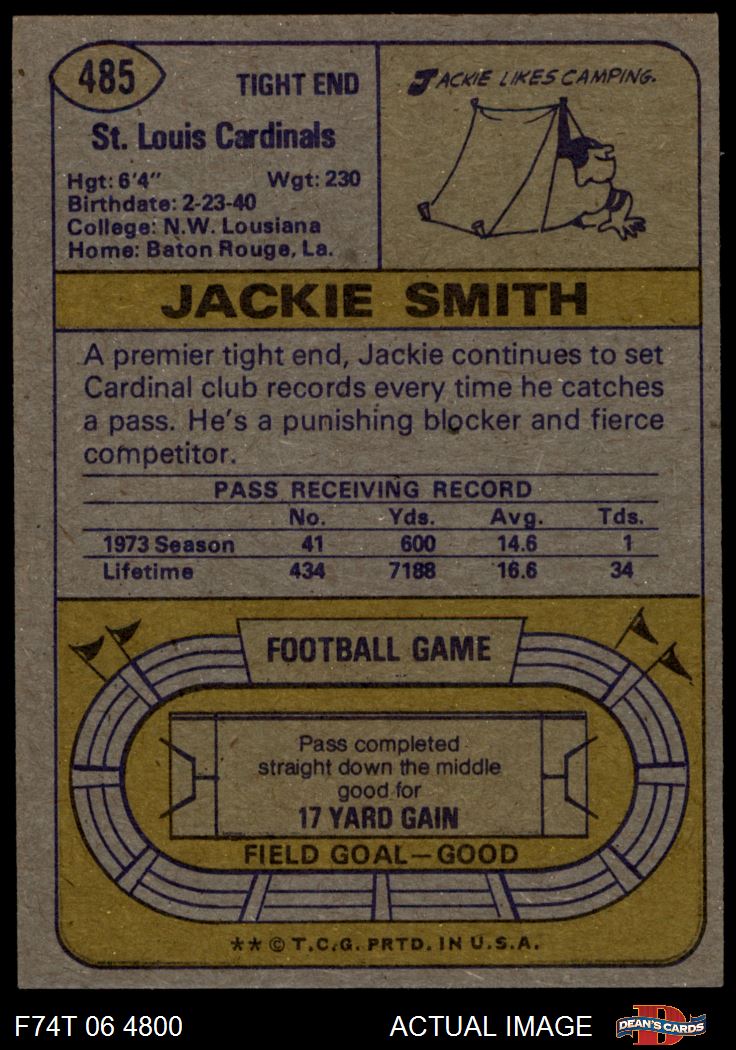 485
TIGHT END
St. Louis Cardinals
Hgt: 6'4" Wgt: 230
Birthdate: 2-23-40
College: N.W. Lousiana
Home: Baton Rouge, La.
JACKIE LIKES CAMPING.
JACKIE SMITH
A premier tight end, Jackie continues to set
Cardinal club records every time he catches
a pass. He's a punishing blocker and fierce
competitor.
PASS RECEIVING RECORD
No. Yds. Avg. Tds.
1973 Season 41 600 14.6 1
Lifetime 434 7188 16.6 34
FOOTBALL GAME
Pass completed
straight down the middle
good for
17 YARD GAIN
FIELD GOAL—GOOD
** © T.C.G. PRTD. IN U.S.A.
F74T 06 4800 ACTUAL IMAGE
D
DEAN'S CARDS